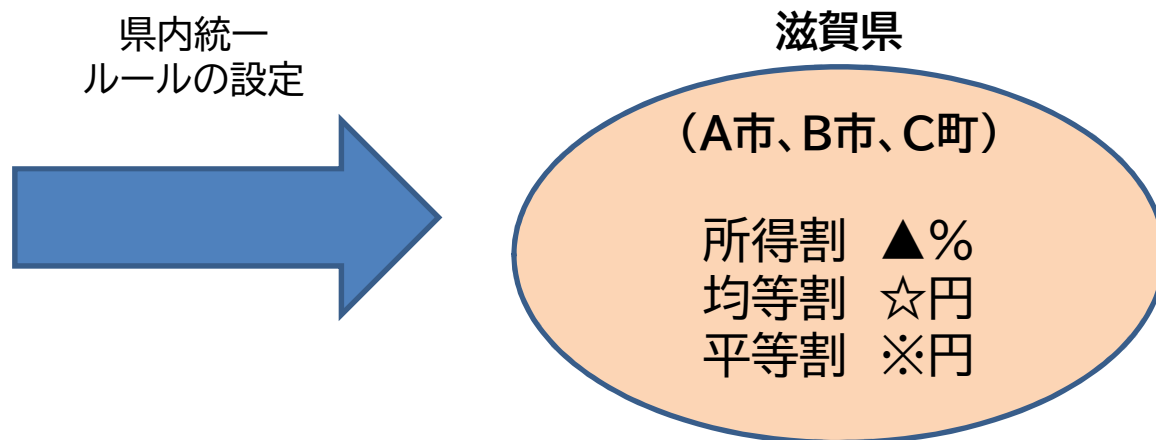 県内統一
ルールの設定
滋賀県
（A市、B市、C町）
所得割　▲%
均等割　☆円
平等割　※円